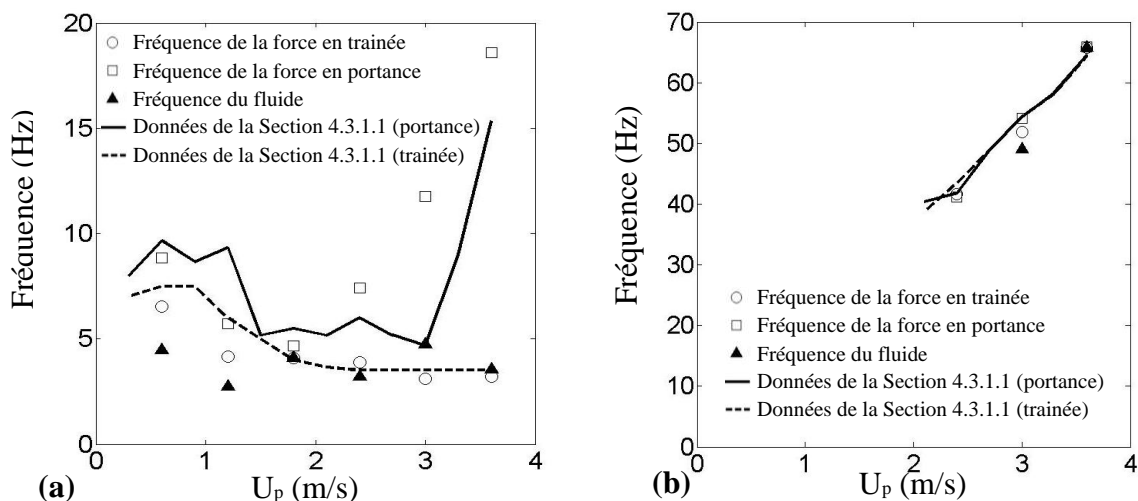 20
15
10
5
0
0
1
2
3
4
Fréquence (Hz)
Fréquence de la force en trainée
Fréquence de la force en portance
Fréquence du fluide
Données de la Section 4.3.1.1 (portance)
Données de la Section 4.3.1.1 (trainée)
(a)
Up (m/s)
70
60
50
40
30
20
10
0
0
1
2
3
4
Fréquence (Hz)
Fréquence de la force en trainée
Fréquence de la force en portance
Fréquence du fluide
Données de la Section 4.3.1.1 (portance)
Données de la Section 4.3.1.1 (trainée)
(b)
Up (m/s)